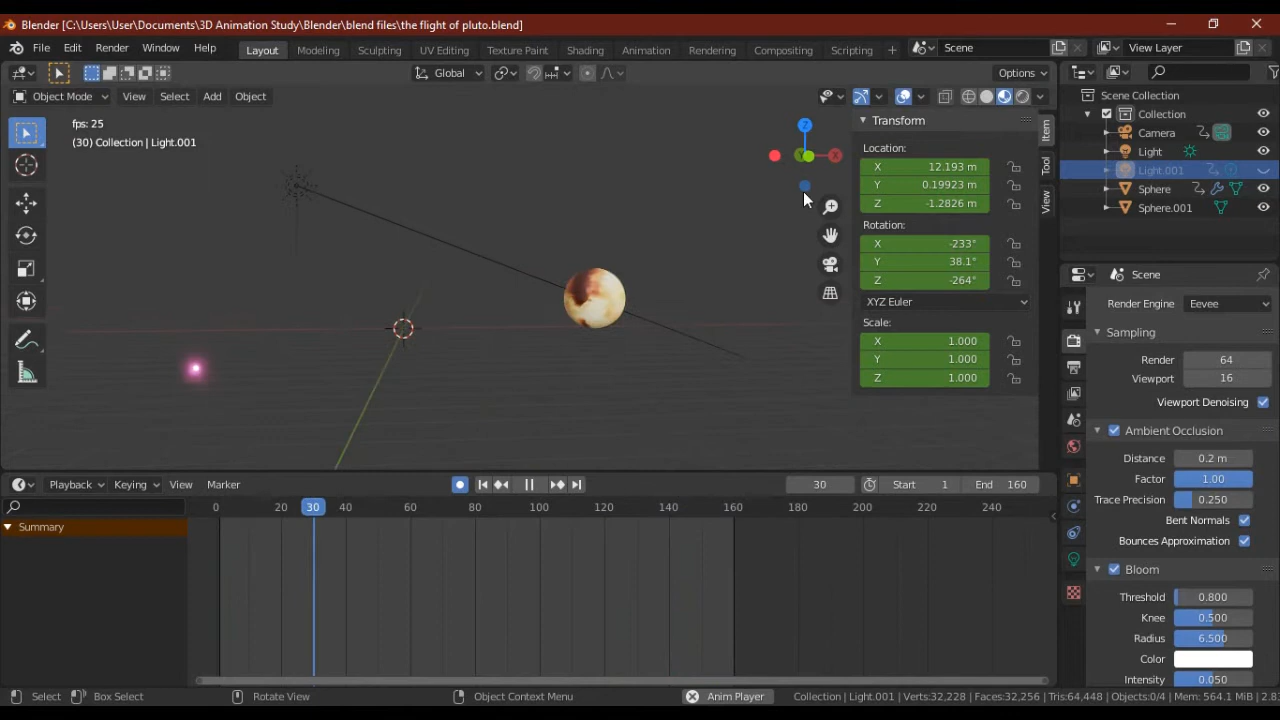 Blender [C:\Users\User\Documents\3D Animation Study\Blender\blend files\the flight of pluto.blend]
File Edit Render Window Help Layout Modeling Sculpting UV Editing Texture Paint Shading Animation Rendering Compositing Scripting + Scene View Layer
Global Options
Object Mode View Select Add Object
Scene Collection
Collection
Camera
Light
Light.001
Sphere
Sphere.001
fps: 25
(30) Collection | Light.001
Z
Y
X
Transform
Location:
X 12.193 m
Y 0.19923 m
Z -1.2826 m
Rotation:
X -233°
Y 38.1°
Z -264°
XYZ Euler
Scale:
X 1.000
Y 1.000
Z 1.000
Item
Tool
View
Scene
Render Engine Eevee
Sampling
Render 64
Viewport 16
Viewport Denoising
Ambient Occlusion
Distance 0.2 m
Factor 1.00
Trace Precision 0.250
Bent Normals
Bounces Approximation
Bloom
Threshold 0.800
Knee 0.500
Radius 6.500
Color
Intensity 0.050
Playback Keying View Marker 30 Start 1 End 160
0 20 30 40 60 80 100 120 140 160 180 200 220 240
Summary
Select Box Select Rotate View Object Context Menu Anim Player Collection | Light.001 | Verts:32,228 | Faces:32,256 | Tris:64,448 | Objects:0/4 | Mem: 564.1 MiB | 2.8